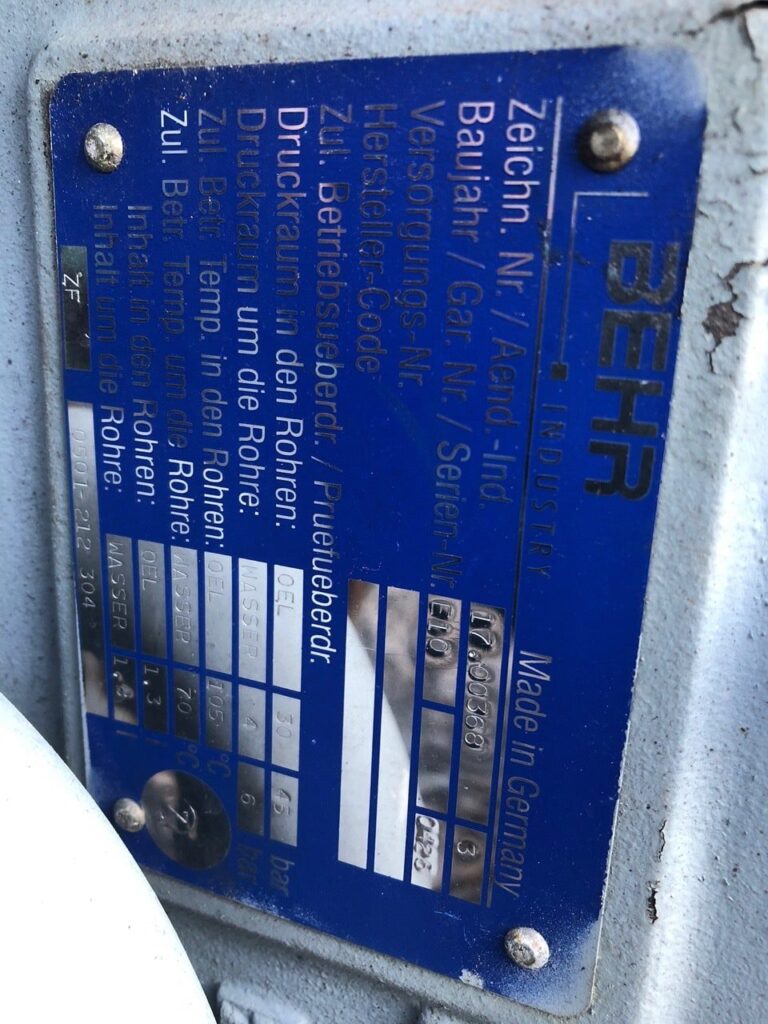 BEHR
INDUSTRY Made in Germany
Zeichn. Nr. / Aend.-Ind. 17.00368 3
Baujahr / Gar. Nr. / Serien-Nr. E10 0423
Versorgungs-Nr.
Hersteller-Code
Zul. Betriebsueberdr. / Pruefueberdr.
Druckraum in den Rohren: OEL 30 45 bar
Druckraum um die Rohre: WASSER 4 6 bar
Zul. Betr. Temp. in den Rohren: OEL 105 °C
Zul. Betr. Temp. um die Rohre: WASSER 70 °C
Inhalt in den Rohren: OEL 1.3 l
Inhalt um die Rohre: WASSER l
ZF 0501-212 304